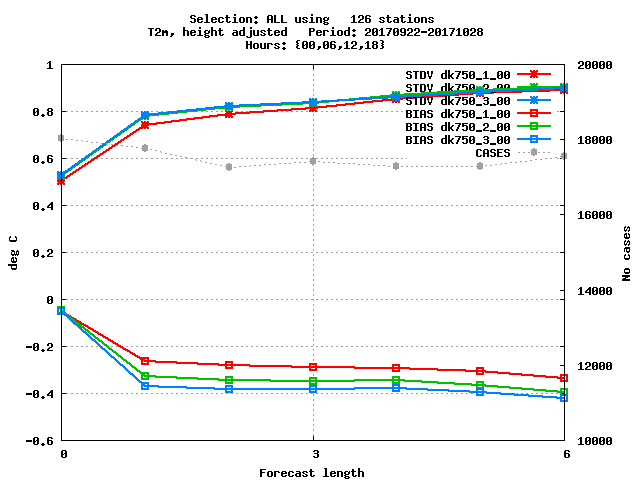 Selection: ALL using   126 stations
T2m, height adjusted   Period: 20170922-20171028
Hours: {00,06,12,18}
1
0.8
0.6
0.4
0.2
0
-0.2
-0.4
-0.6
deg C
STDV dk750_1_00
STDV dk750_2_00
STDV dk750_3_00
BIAS dk750_1_00
BIAS dk750_2_00
BIAS dk750_3_00
CASES
20000
18000
16000
14000
12000
10000
No cases
0 3 6
Forecast length